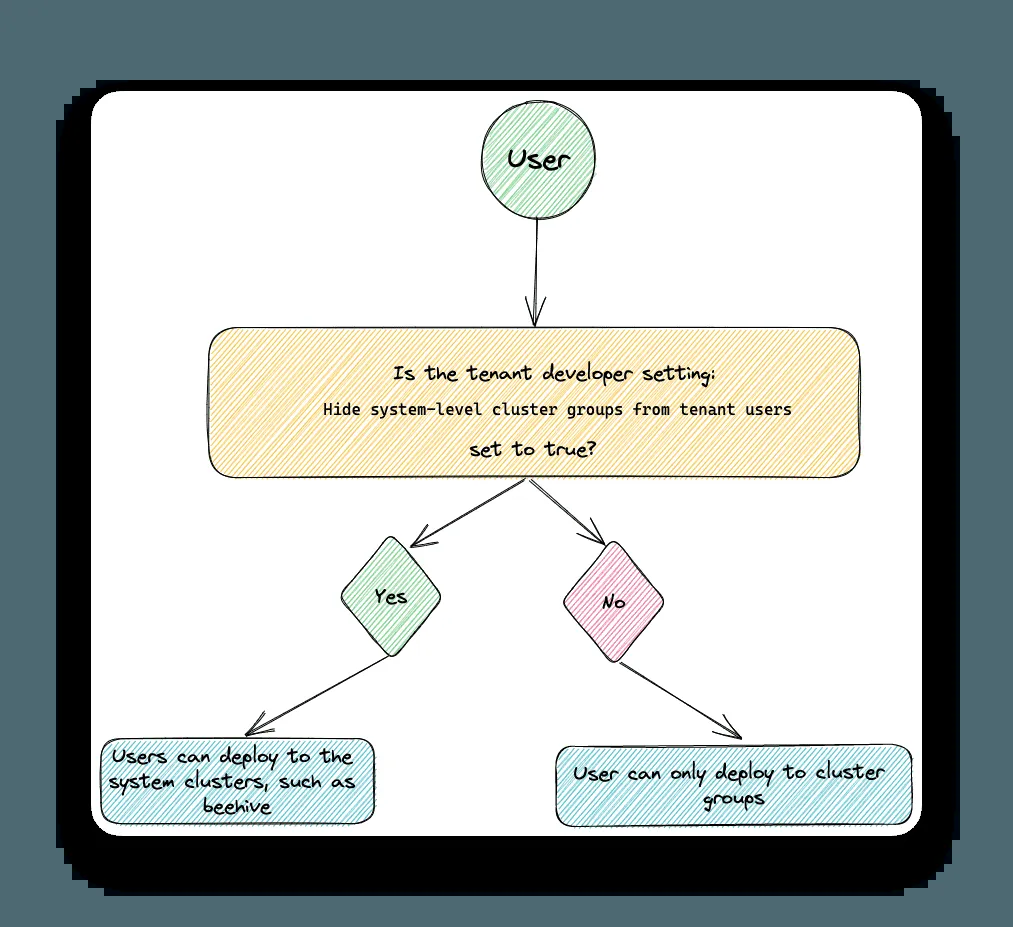 User
Is the tenant developer setting:
Hide system-level cluster groups from tenant users
set to true?
Yes
No
Users can deploy to the
system clusters, such as
beehive
User can only deploy to cluster
groups